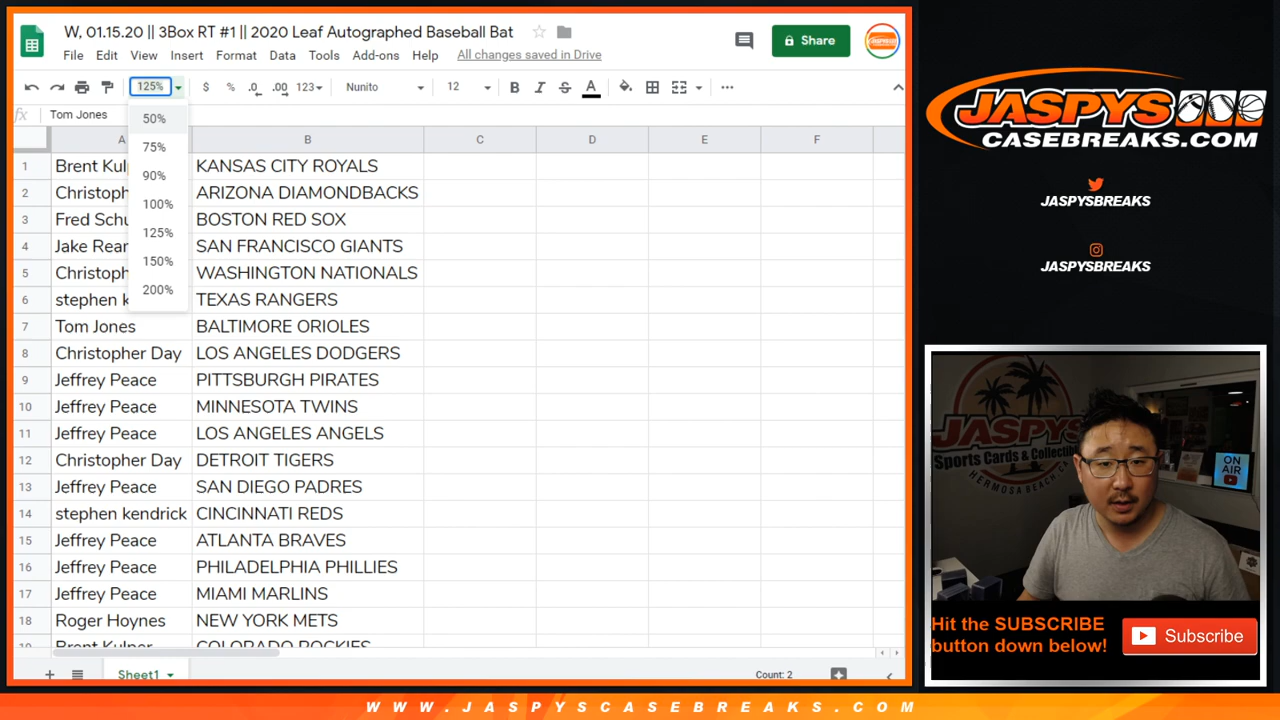 W, 01.15.20 || 3Box RT #1 || 2020 Leaf Autographed Baseball Bat
File Edit View Insert Format Data Tools Add-ons Help All changes saved in Drive
Share
125% $ % .0 .00 123 Nunito 12 B I S A
fx Tom Jones
50%
75%
90%
100%
125%
150%
200%
A B C D E F
1 Brent Kul KANSAS CITY ROYALS
2 Christoph ARIZONA DIAMONDBACKS
3 Fred Schu BOSTON RED SOX
4 Jake Rear SAN FRANCISCO GIANTS
5 Christoph WASHINGTON NATIONALS
6 stephen k TEXAS RANGERS
7 Tom Jones BALTIMORE ORIOLES
8 Christopher Day LOS ANGELES DODGERS
9 Jeffrey Peace PITTSBURGH PIRATES
10 Jeffrey Peace MINNESOTA TWINS
11 Jeffrey Peace LOS ANGELES ANGELS
12 Christopher Day DETROIT TIGERS
13 Jeffrey Peace SAN DIEGO PADRES
14 stephen kendrick CINCINNATI REDS
15 Jeffrey Peace ATLANTA BRAVES
16 Jeffrey Peace PHILADELPHIA PHILLIES
17 Jeffrey Peace MIAMI MARLINS
18 Roger Hoynes NEW YORK METS
19 Brent Kulper COLORADO ROCKIES
Sheet1
Count: 2
JASPYS
CASEBREAKS.COM
JASPYSBREAKS
JASPYSBREAKS
JASPYS
Sports Cards & Collectibles
HERMOSA BEACH, CA
ON
AIR
Hit the SUBSCRIBE
button down below!
Subscribe
WWW.JASPYSCASEBREAKS.COM